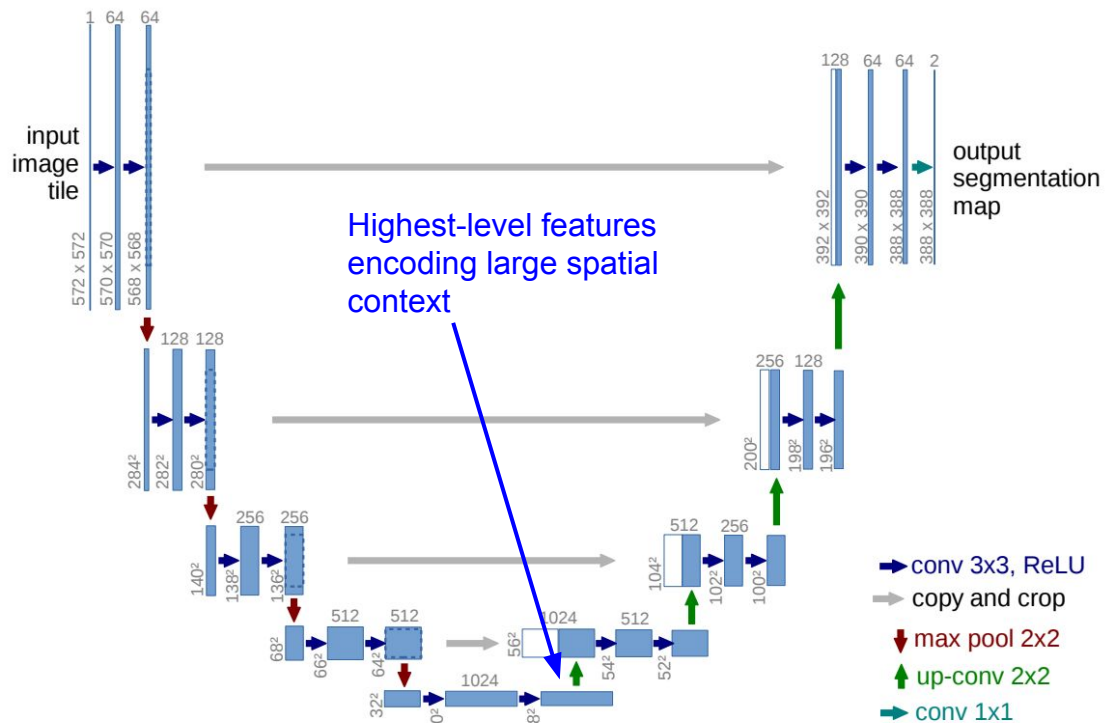 1 64 64
128 64 64 2
input
image
tile
output
segmentation
map
572 x 572
570 x 570
568 x 568
392 x 392
390 x 390
388 x 388
388 x 388
Highest-level features
encoding large spatial
context
128 128
256 128
284²
282²
280²
200²
198²
196²
256 256
512 256
140²
138²
136²
104²
102²
100²
512 512
1024 512
68²
66²
64²
56²
54²
52²
1024
32²
0²
8²
conv 3x3, ReLU
copy and crop
max pool 2x2
up-conv 2x2
conv 1x1